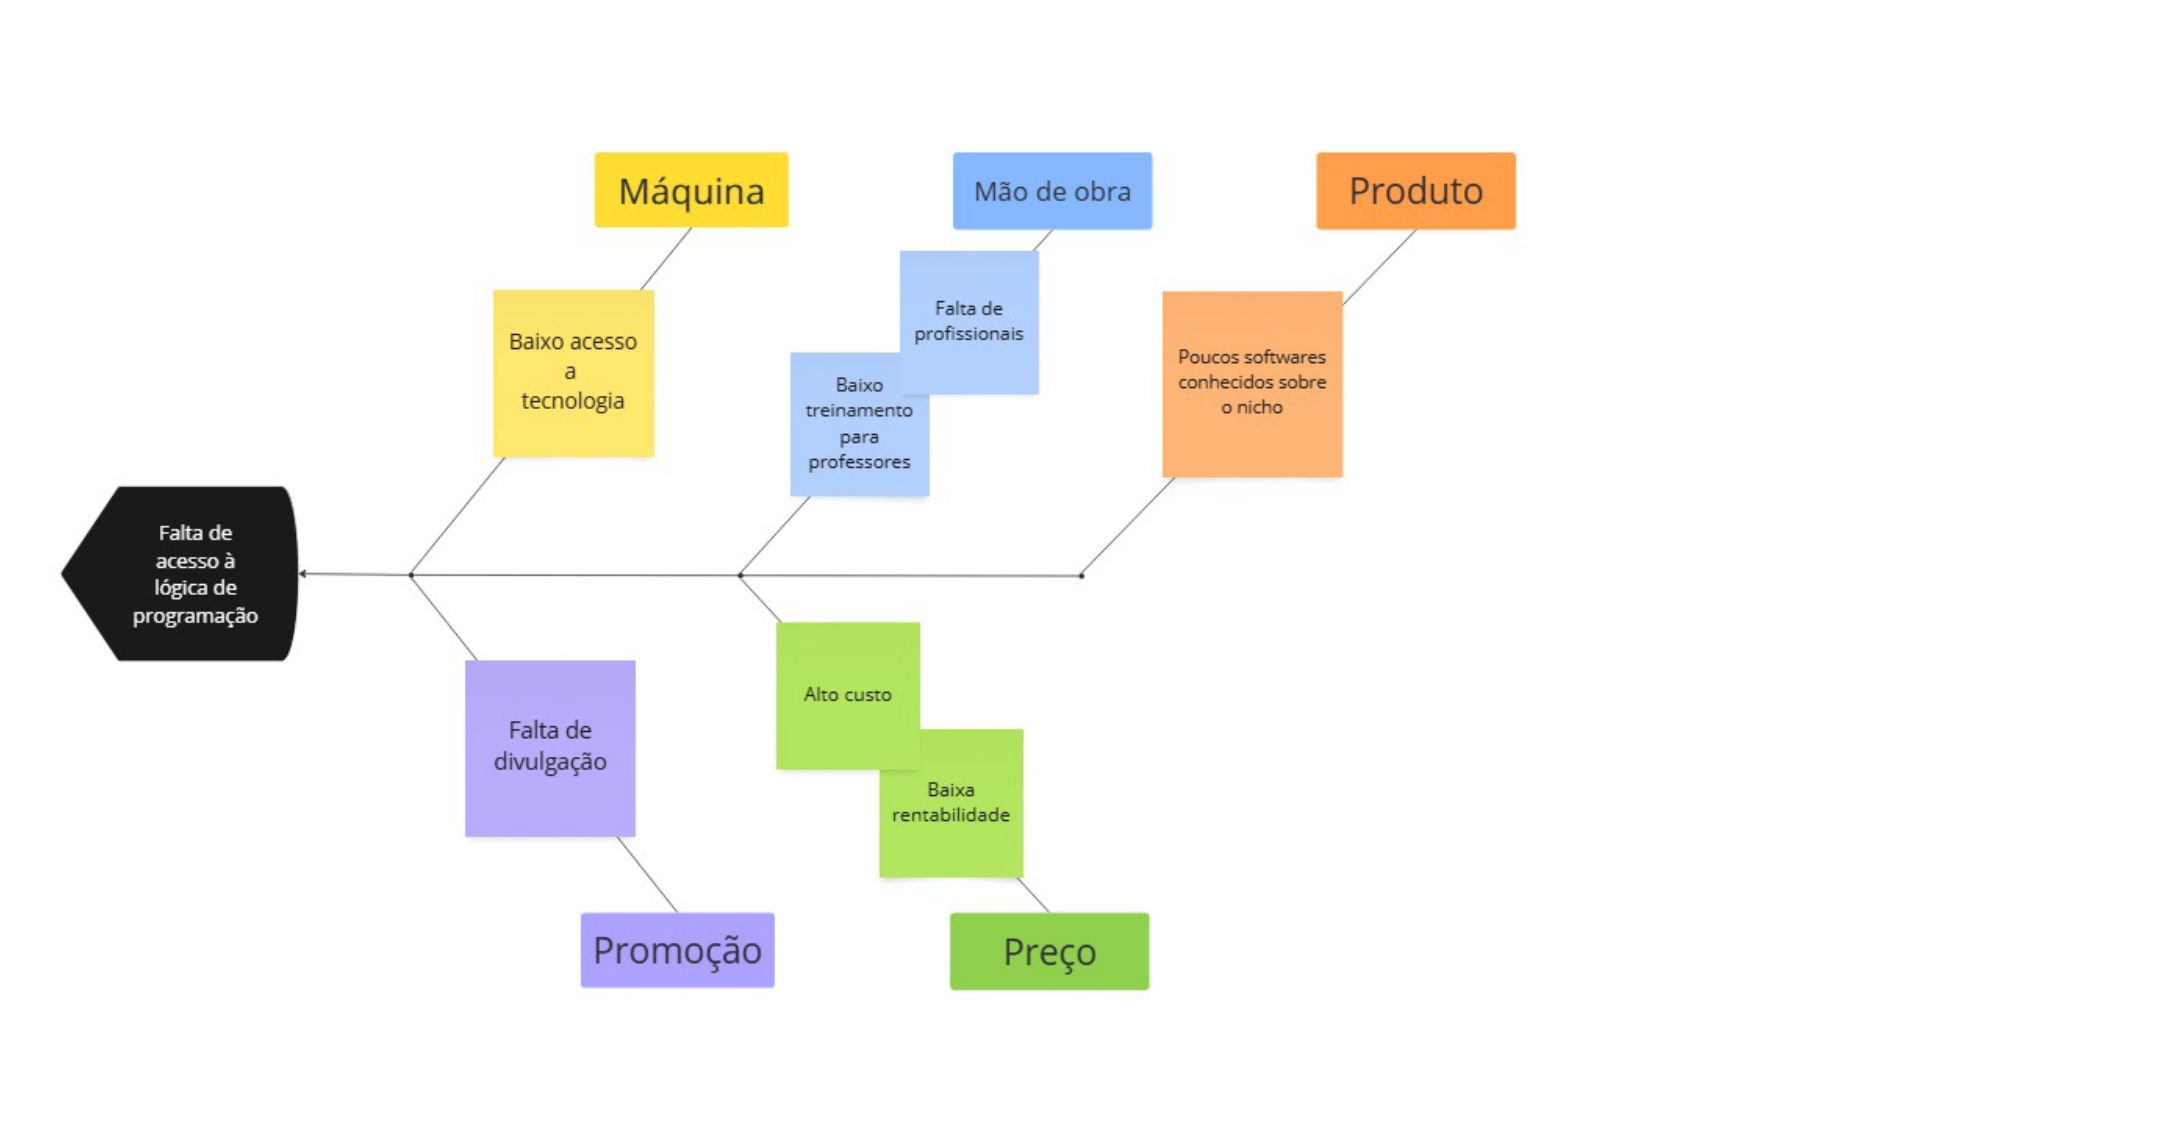 Máquina
Mão de obra
Produto
Falta de
profissionais
Baixo acesso
a
tecnologia
Baixo
treinamento
para
professores
Poucos softwares
conhecidos sobre
o nicho
Falta de
acesso à
lógica de
programação
Falta de
divulgação
Alto custo
Baixa
rentabilidade
Promoção
Preço